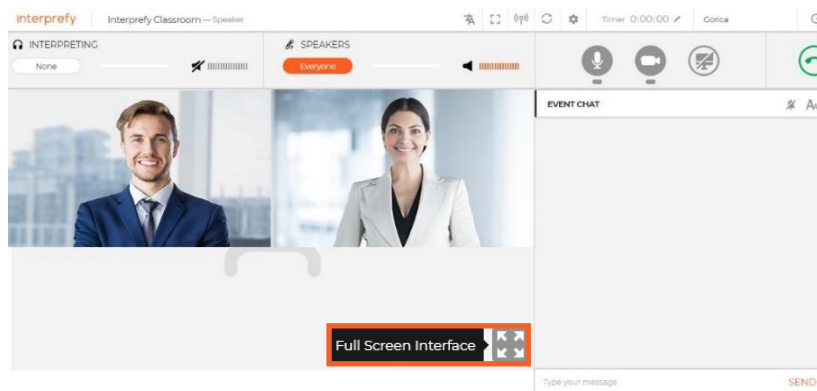 interprefy
Interprefy Classroom — Speaker
Timer 0:00:00
Gorica
INTERPRETING
None
SPEAKERS
Everyone
EVENT CHAT
Full Screen Interface
Type your message
SEND